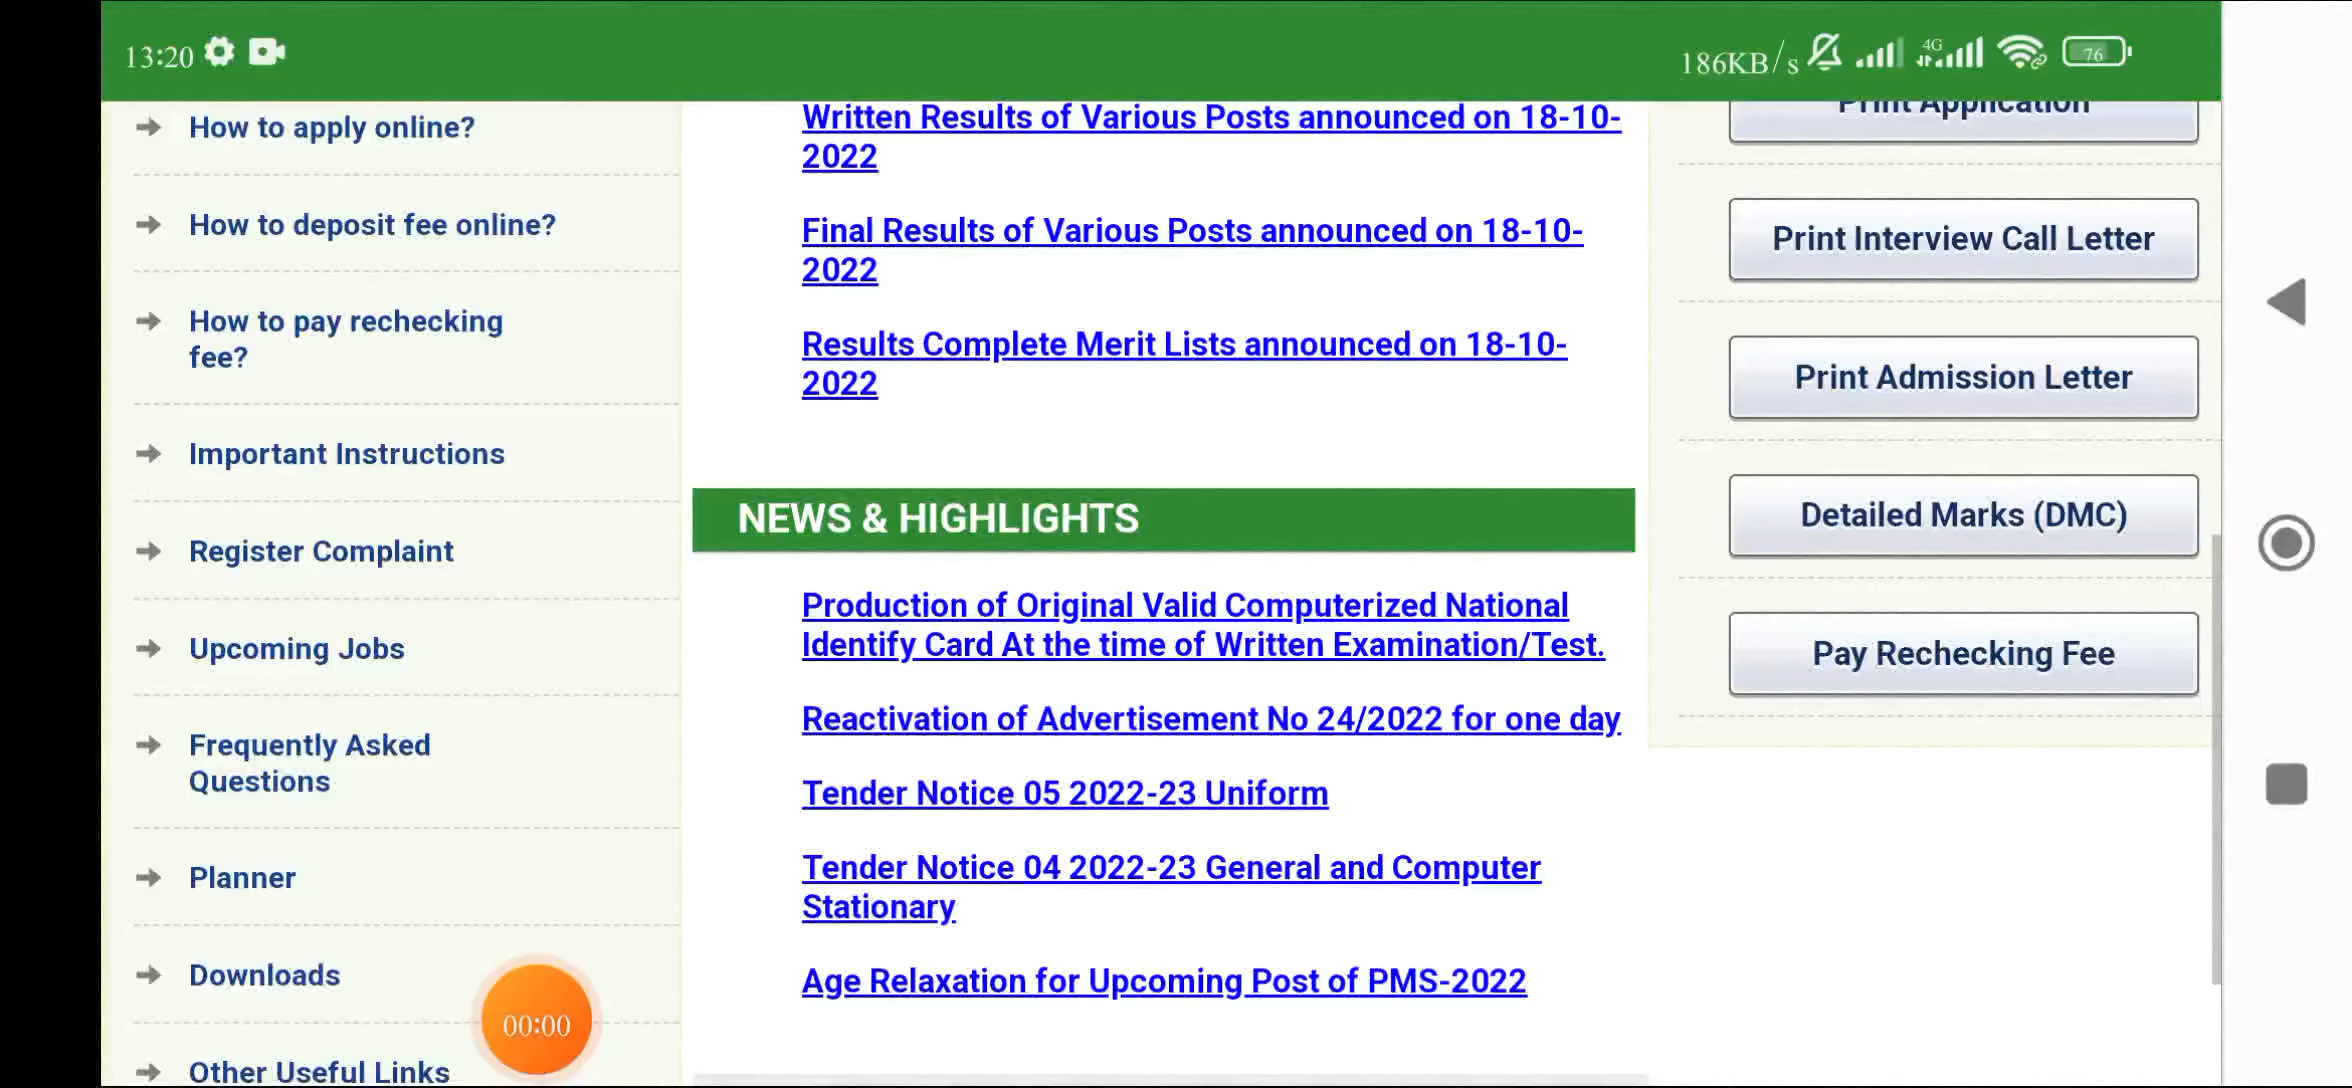 13:20
186KB/s
4G
76
How to apply online?
How to deposit fee online?
How to pay rechecking
fee?
Important Instructions
Register Complaint
Upcoming Jobs
Frequently Asked
Questions
Planner
Downloads
00:00
Other Useful Links
Written Results of Various Posts announced on 18-10-
2022
Final Results of Various Posts announced on 18-10-
2022
Results Complete Merit Lists announced on 18-10-
2022
NEWS & HIGHLIGHTS
Production of Original Valid Computerized National
Identify Card At the time of Written Examination/Test.
Reactivation of Advertisement No 24/2022 for one day
Tender Notice 05 2022-23 Uniform
Tender Notice 04 2022-23 General and Computer
Stationary
Age Relaxation for Upcoming Post of PMS-2022
Print Application
Print Interview Call Letter
Print Admission Letter
Detailed Marks (DMC)
Pay Rechecking Fee